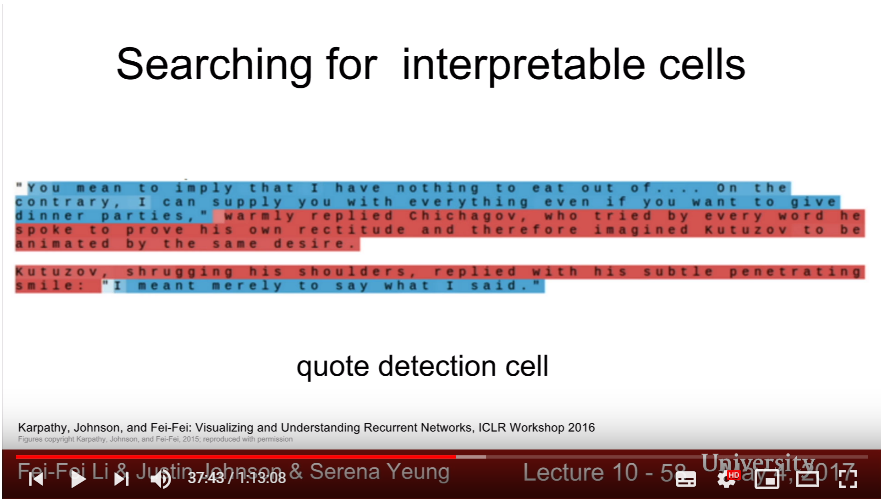 Searching for interpretable cells
"You mean to imply that I have nothing to eat out of.... On the
contrary, I can supply you with everything even if you want to give
dinner parties," warmly replied Chichagov, who tried by every word he
spoke to prove his own rectitude and therefore imagined Kutuzov to be
animated by the same desire.
Kutuzov, shrugging his shoulders, replied with his subtle penetrating
smile: "I meant merely to say what I said."
quote detection cell
Karpathy, Johnson, and Fei-Fei: Visualizing and Understanding Recurrent Networks, ICLR Workshop 2016
Figures copyright Karpathy, Johnson, and Fei-Fei, 2015, reproduced with permission
University
Fei-Fei Li & Justin Johnson & Serena Yeung Lecture 10 - 58 May 4, 2017
37:43 / 1:13:08 HD